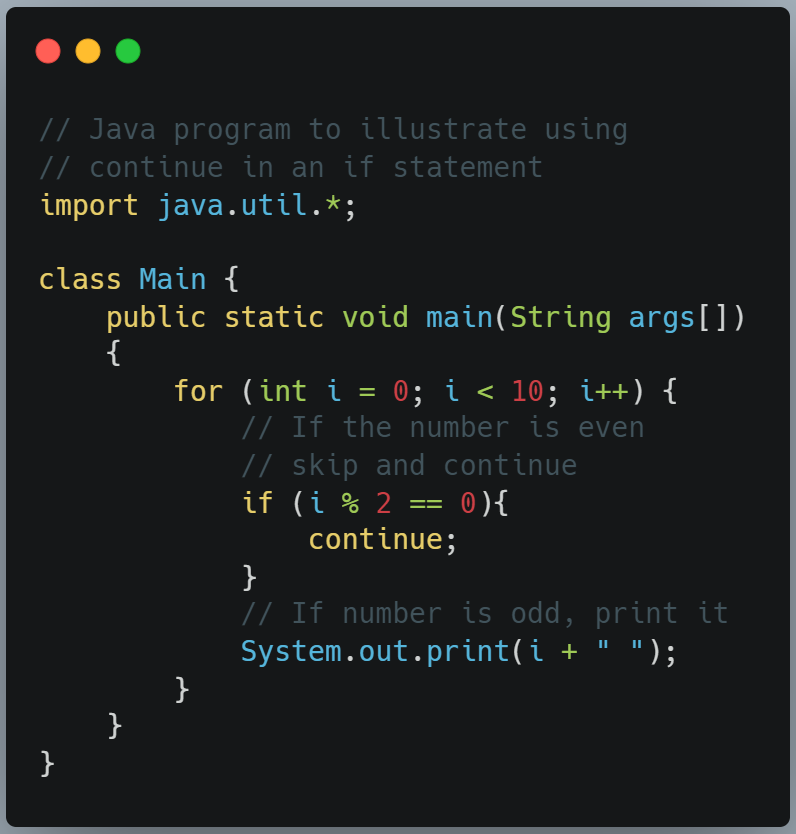 // Java program to illustrate using
// continue in an if statement
import java.util.*;

class Main {
    public static void main(String args[])
    {
        for (int i = 0; i < 10; i++) {
            // If the number is even
            // skip and continue
            if (i % 2 == 0){
                continue;
            }
            // If number is odd, print it
            System.out.print(i + " ");
        }
    }
}